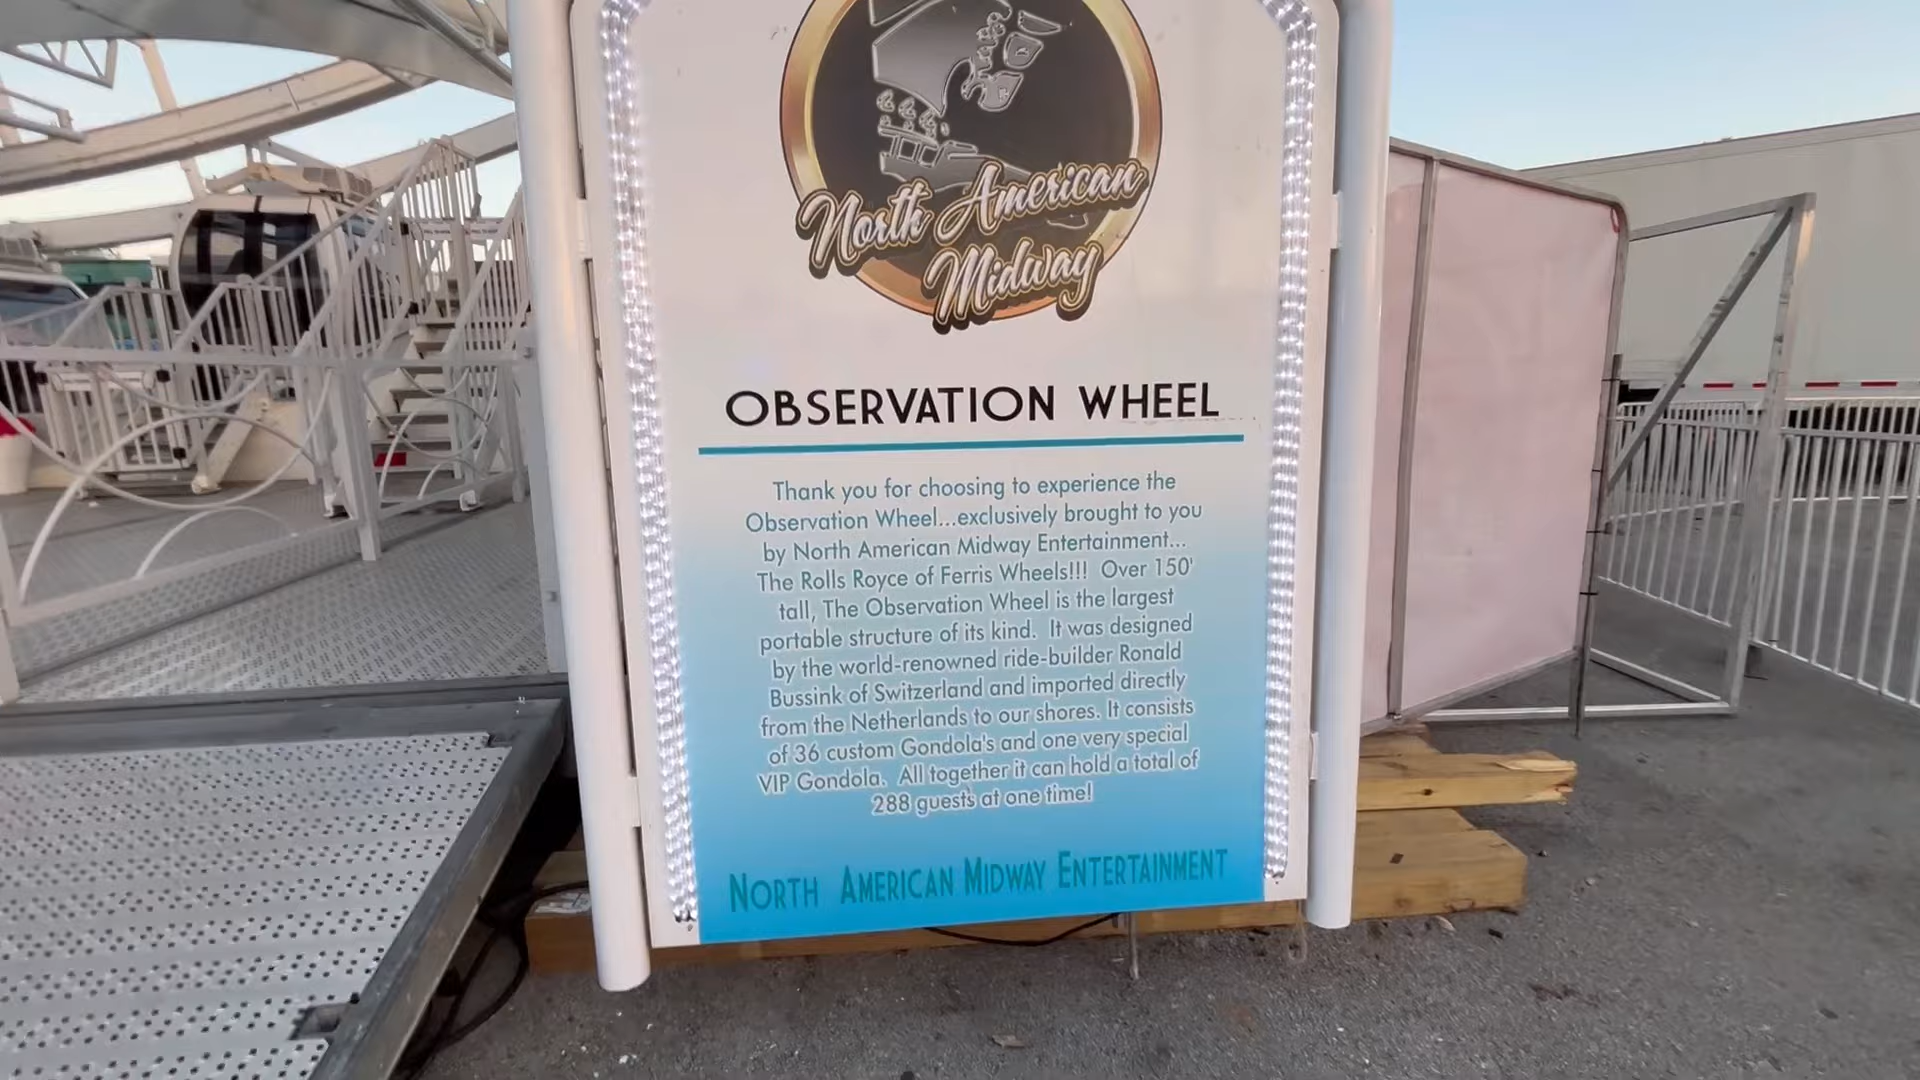 North American
Midway
OBSERVATION WHEEL
Thank you for choosing to experience the
Observation Wheel...exclusively brought to you
by North American Midway Entertainment...
The Rolls Royce of Ferris Wheels!!! Over 150'
tall, The Observation Wheel is the largest
portable structure of its kind. It was designed
by the world-renowned ride-builder Ronald
Bussink of Switzerland and imported directly
from the Netherlands to our shores. It consists
of 36 custom Gondola's and one very special
VIP Gondola. All together it can hold a total of
288 guests at one time!
NORTH AMERICAN MIDWAY ENTERTAINMENT